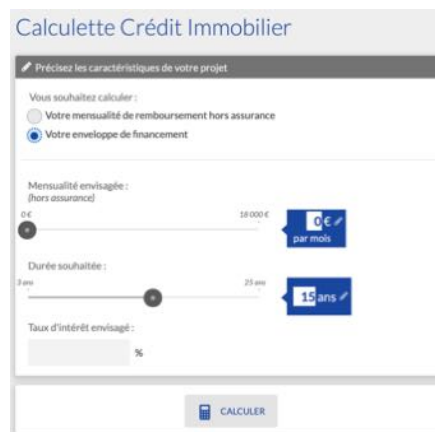 Calculette Crédit Immobilier
Précisez les caractéristiques de votre projet
Vous souhaitez calculer :
Votre mensualité de remboursement hors assurance
Votre enveloppe de financement
Mensualité envisagée :
(hors assurance)
0 € 18 000 €
0 €
par mois
Durée souhaitée :
3 ans 25 ans
15 ans
Taux d'intérêt envisagé :
%
CALCULER